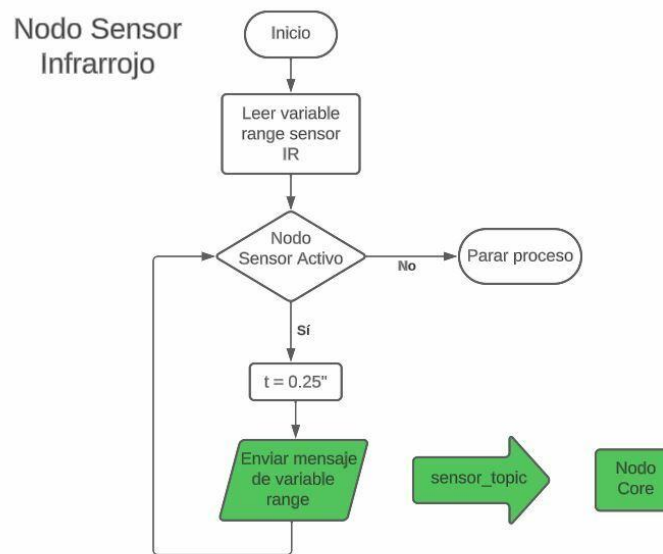 Nodo Sensor
Infrarrojo
Inicio
Leer variable
range sensor
IR
Nodo
Sensor Activo
No
Parar proceso
Sí
t = 0.25"
Enviar mensaje
de variable
range
sensor_topic
Nodo
Core